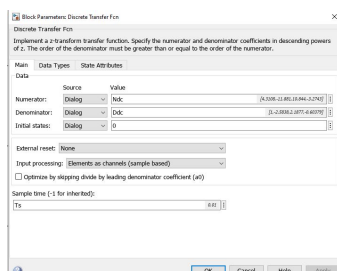 Block Parameters: Discrete Transfer Fcn
Discrete Transfer Fcn
Implement a z-transform transfer function. Specify the numerator and denominator coefficients in descending powers
of z. The order of the denominator must be greater than or equal to the order of the numerator.
Main Data Types State Attributes
Data
Source Value
Numerator: Dialog Ndc
Denominator: Dialog Ddc
Initial states: Dialog 0
External reset: None
Input processing: Elements as channels (sample based)
Optimize by skipping divide by leading denominator coefficient (a0)
Sample time (-1 for inherited):
Ts 0.01
OK Cancel Help Apply